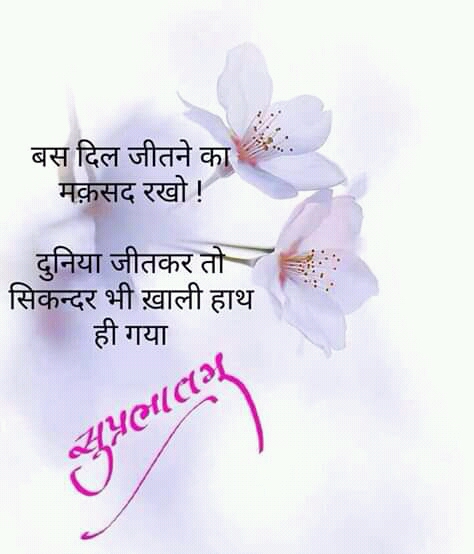 बस दिल जीतने का
मक़सद रखो !
दुनिया जीतकर तो
सिकन्दर भी ख़ाली हाथ
ही गया
सुप्रभातम्